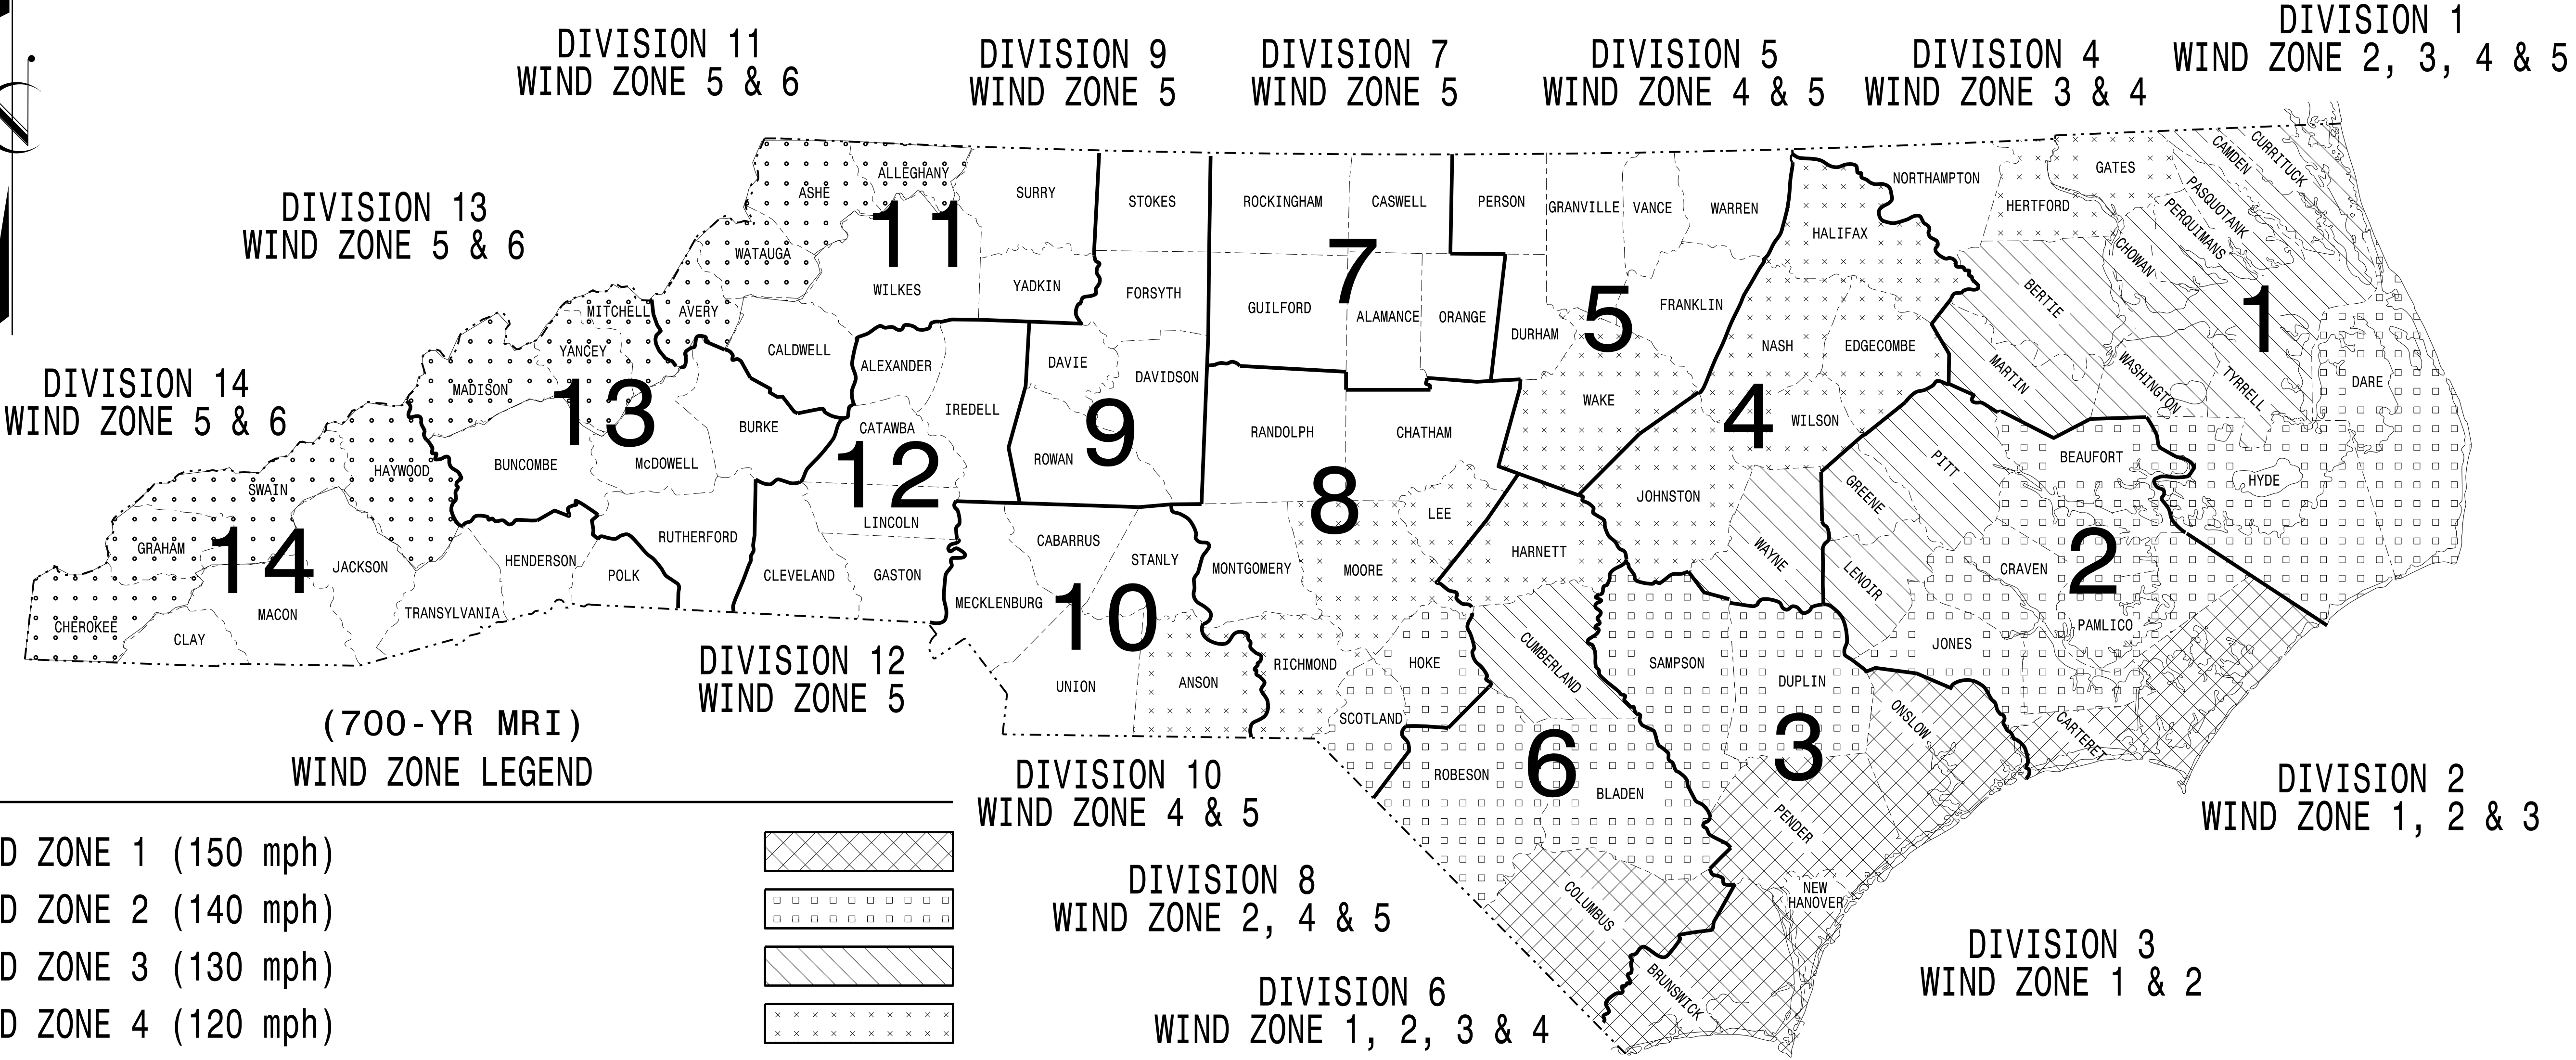 DIVISION 1
WIND ZONE 2, 3, 4 & 5
DIVISION 11
WIND ZONE 5 & 6
DIVISION 9
WIND ZONE 5
DIVISION 7
WIND ZONE 5
DIVISION 5
WIND ZONE 4 & 5
DIVISION 4
WIND ZONE 3 & 4
DIVISION 13
WIND ZONE 5 & 6
DIVISION 14
WIND ZONE 5 & 6
ASHE
ALLEGHANY
SURRY
STOKES
ROCKINGHAM
CASWELL
PERSON
GRANVILLE
VANCE
WARREN
NORTHAMPTON
HERTFORD
GATES
CAMDEN
CURRITUCK
PASQUOTANK
PERQUIMANS
CHOWAN
HALIFAX
WATAUGA
11
WILKES
YADKIN
FORSYTH
7
GUILFORD
ALAMANCE
ORANGE
DURHAM
5
FRANKLIN
NASH
EDGECOMBE
BERTIE
MARTIN
WASHINGTON
TYRRELL
1
DARE
MITCHELL
AVERY
YANCEY
CALDWELL
ALEXANDER
DAVIE
DAVIDSON
MADISON
13
BURKE
CATAWBA
IREDELL
9
ROWAN
RANDOLPH
CHATHAM
WAKE
4
WILSON
HAYWOOD
BUNCOMBE
McDOWELL
12
LINCOLN
8
LEE
JOHNSTON
GREENE
PITT
BEAUFORT
HYDE
SWAIN
GRAHAM
14
JACKSON
HENDERSON
RUTHERFORD
POLK
CLEVELAND
GASTON
CABARRUS
STANLY
MONTGOMERY
MOORE
HARNETT
WAYNE
LENOIR
CRAVEN
2
PAMLICO
JONES
CHEROKEE
CLAY
MACON
TRANSYLVANIA
MECKLENBURG
10
UNION
ANSON
RICHMOND
HOKE
SCOTLAND
CUMBERLAND
SAMPSON
DUPLIN
ONSLOW
CARTERET
3
6
ROBESON
BLADEN
PENDER
COLUMBUS
NEW
HANOVER
BRUNSWICK
DIVISION 12
WIND ZONE 5
DIVISION 10
WIND ZONE 4 & 5
DIVISION 8
WIND ZONE 2, 4 & 5
DIVISION 6
WIND ZONE 1, 2, 3 & 4
DIVISION 2
WIND ZONE 1, 2 & 3
DIVISION 3
WIND ZONE 1 & 2
(700-YR MRI)
WIND ZONE LEGEND
D ZONE 1 (150 mph)
D ZONE 2 (140 mph)
D ZONE 3 (130 mph)
D ZONE 4 (120 mph)